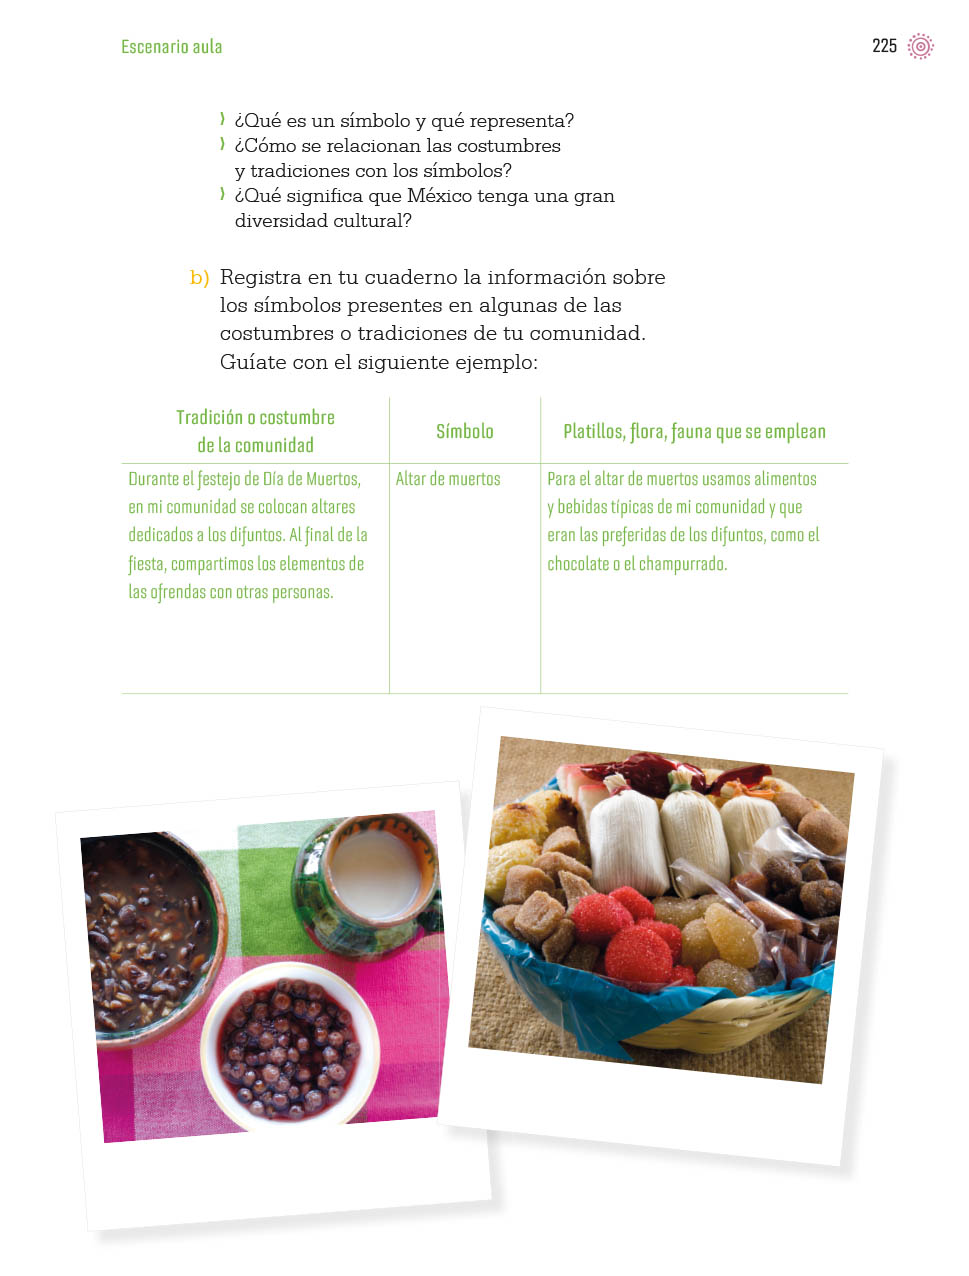 Escenario aula
225
¿Qué es un símbolo y qué representa?
¿Cómo se relacionan las costumbres
y tradiciones con los símbolos?
¿Qué significa que México tenga una gran
diversidad cultural?
b) Registra en tu cuaderno la información sobre
los símbolos presentes en algunas de las
costumbres o tradiciones de tu comunidad.
Guíate con el siguiente ejemplo:
Tradición o costumbre
de la comunidad
Símbolo
Platillos, flora, fauna que se emplean
Durante el festejo de Día de Muertos,
en mi comunidad se colocan altares
dedicados a los difuntos. Al final de la
fiesta, compartimos los elementos de
las ofrendas con otras personas.
Altar de muertos
Para el altar de muertos usamos alimentos
y bebidas típicas de mi comunidad y que
eran las preferidas de los difuntos, como el
chocolate o el champurrado.